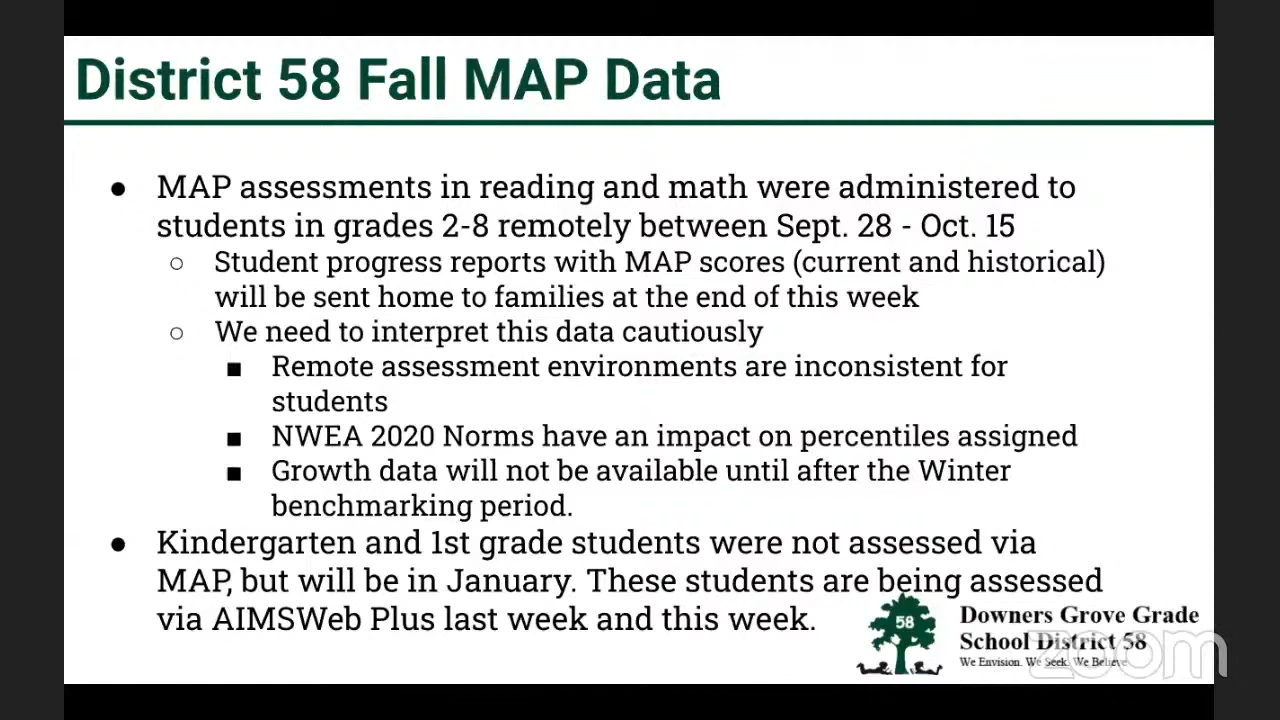 District 58 Fall MAP Data
● MAP assessments in reading and math were administered to
students in grades 2-8 remotely between Sept. 28 - Oct. 15
○ Student progress reports with MAP scores (current and historical)
will be sent home to families at the end of this week
○ We need to interpret this data cautiously
■ Remote assessment environments are inconsistent for
students
■ NWEA 2020 Norms have an impact on percentiles assigned
■ Growth data will not be available until after the Winter
benchmarking period.
● Kindergarten and 1st grade students were not assessed via
MAP, but will be in January. These students are being assessed
via AIMSWeb Plus last week and this week.
58
Downers Grove Grade
School District 58
We Envision. We Seek. We Believe
zoom